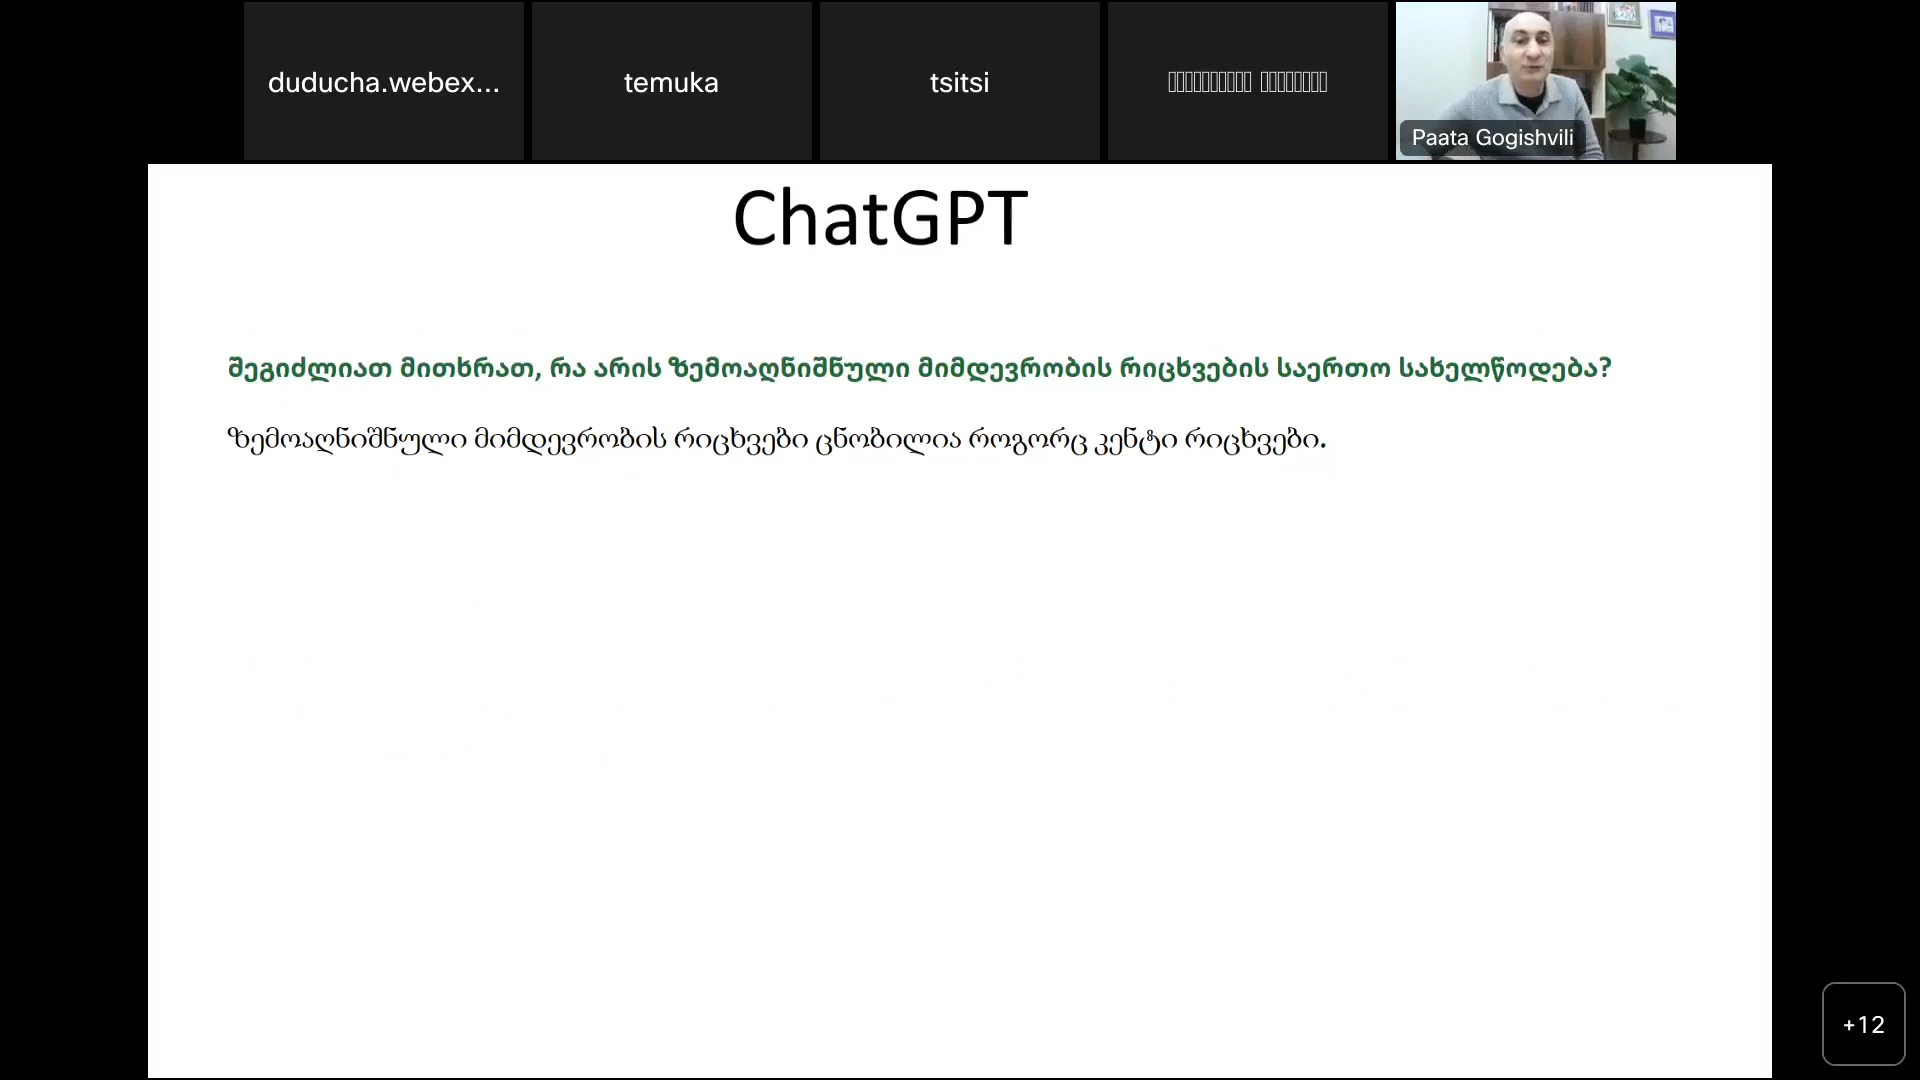 duducha.webex...
temuka
tsitsi
Paata Gogishvili
ChatGPT
შეგიძლიათ მითხრათ, რა არის ზემოაღნიშნული მიმდევრობის რიცხვების საერთო სახელწოდება?
ზემოაღნიშნული მიმდევრობის რიცხვები ცნობილია როგორც კენტი რიცხვები.
+12